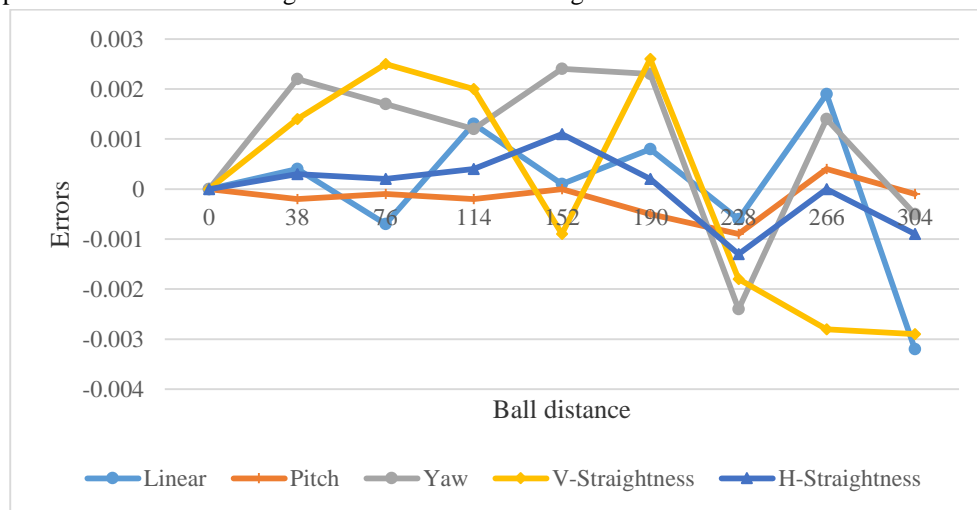 0.003
0.002
0.001
0
-0.001
-0.002
-0.003
-0.004
Errors
0 38 76 114 152 190 228 266 304
Ball distance
Linear Pitch Yaw V-Straightness H-Straightness